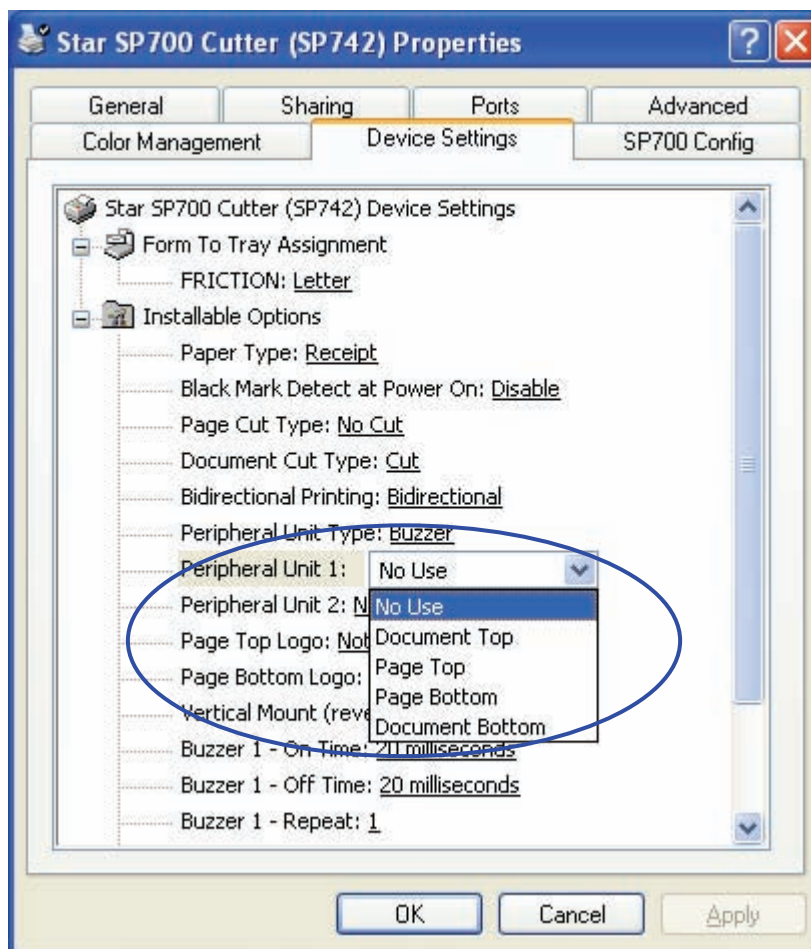 Star SP700 Cutter (SP742) Properties
General Sharing Ports Advanced
Color Management Device Settings SP700 Config
Star SP700 Cutter (SP742) Device Settings
Form To Tray Assignment
FRICTION: Letter
Installable Options
Paper Type: Receipt
Black Mark Detect at Power On: Disable
Page Cut Type: No Cut
Document Cut Type: Cut
Bidirectional Printing: Bidirectional
Peripheral Unit Type: Buzzer
Peripheral Unit 1: No Use
Peripheral Unit 2: N
No Use
Page Top Logo: Not
Document Top
Page Top
Page Bottom Logo:
Page Bottom
Vertical Mount (reve
Document Bottom
Buzzer 1 - On Time: 20 milliseconds
Buzzer 1 - Off Time: 20 milliseconds
Buzzer 1 - Repeat: 1
OK Cancel Apply